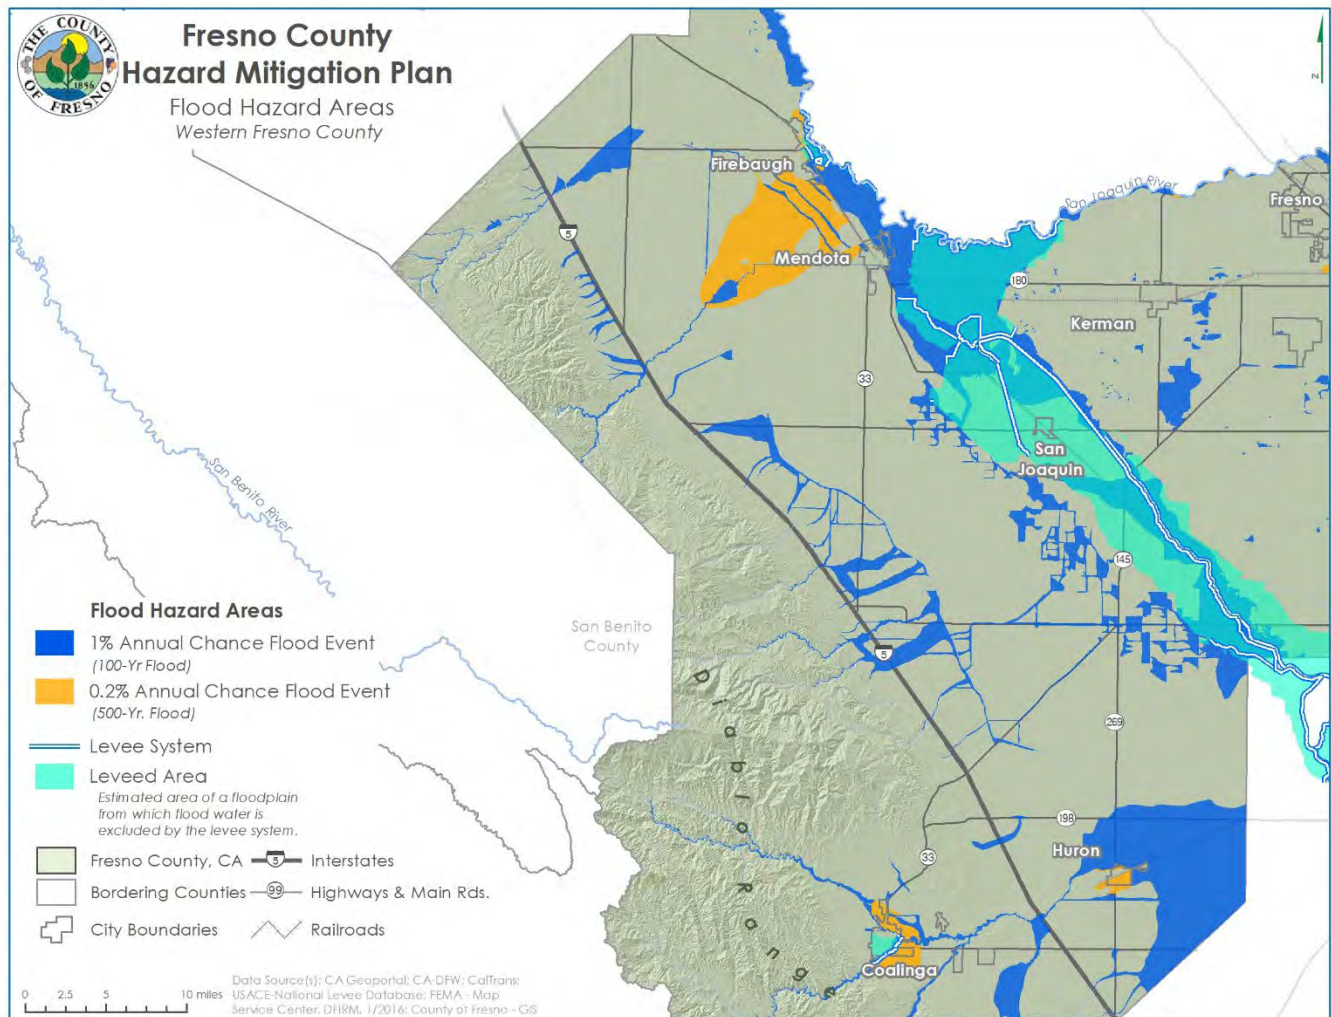 THE COUNTY
OF FRESNO
1856
Fresno County
Hazard Mitigation Plan
Flood Hazard Areas
Western Fresno County
Z
Firebaugh
San Joaquin River
Fresno
5
Mendota
180
Kerman
33
San
Joaquin
San Benito River
145
San Benito
County
5
Diablo Range
269
198
Huron
33
Coalinga
Flood Hazard Areas
1% Annual Chance Flood Event
(100-Yr Flood)
0.2% Annual Chance Flood Event
(500-Yr. Flood)
Levee System
Leveed Area
Estimated area of a floodplain
from which flood water is
excluded by the levee system.
Fresno County, CA 5 Interstates
Bordering Counties 99 Highways & Main Rds.
City Boundaries Railroads
0 2.5 5 10 miles
Data Source(s): CA Geoportal; CA-DFW; CalTrans;
USACE-National Levee Database; FEMA - Map
Service Center, DFIRM, 1/2016; County of Fresno - GIS